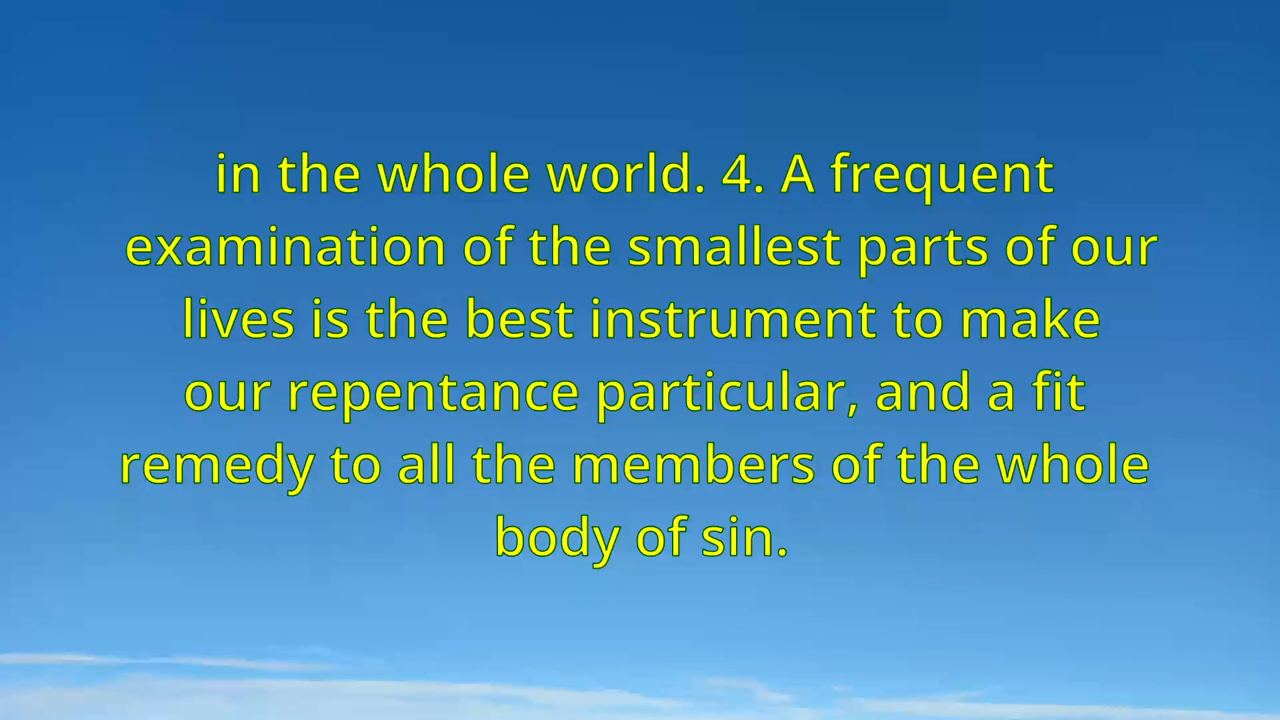 in the whole world. 4. A frequent
examination of the smallest parts of our
lives is the best instrument to make
our repentance particular, and a fit
remedy to all the members of the whole
body of sin.